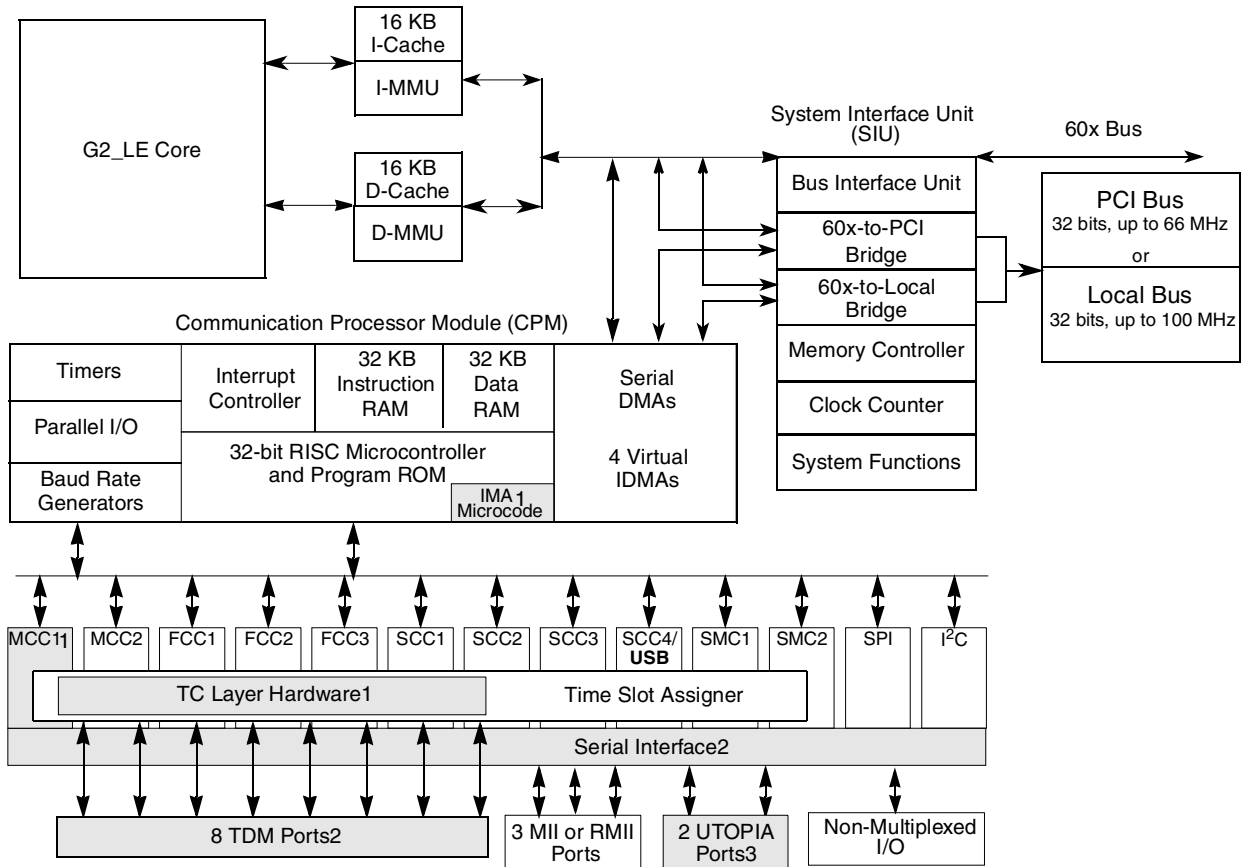 16 KB
I-Cache
I-MMU
G2_LE Core
16 KB
D-Cache
D-MMU
System Interface Unit
(SIU)
60x Bus
Bus Interface Unit
60x-to-PCI
Bridge
60x-to-Local
Bridge
Memory Controller
Clock Counter
System Functions
PCI Bus
32 bits, up to 66 MHz
or
Local Bus
32 bits, up to 100 MHz
Communication Processor Module (CPM)
Timers
Parallel I/O
Baud Rate
Generators
Interrupt
Controller
32 KB
Instruction
RAM
32 KB
Data
RAM
32-bit RISC Microcontroller
and Program ROM
IMA1
Microcode
Serial
DMAs
4 Virtual
IDMAs
MCC11
MCC2
FCC1
FCC2
FCC3
SCC1
SCC2
SCC3
SCC4/
USB
SMC1
SMC2
SPI
I2C
TC Layer Hardware1
Time Slot Assigner
Serial Interface2
8 TDM Ports2
3 MII or RMII
Ports
2 UTOPIA
Ports3
Non-Multiplexed
I/O